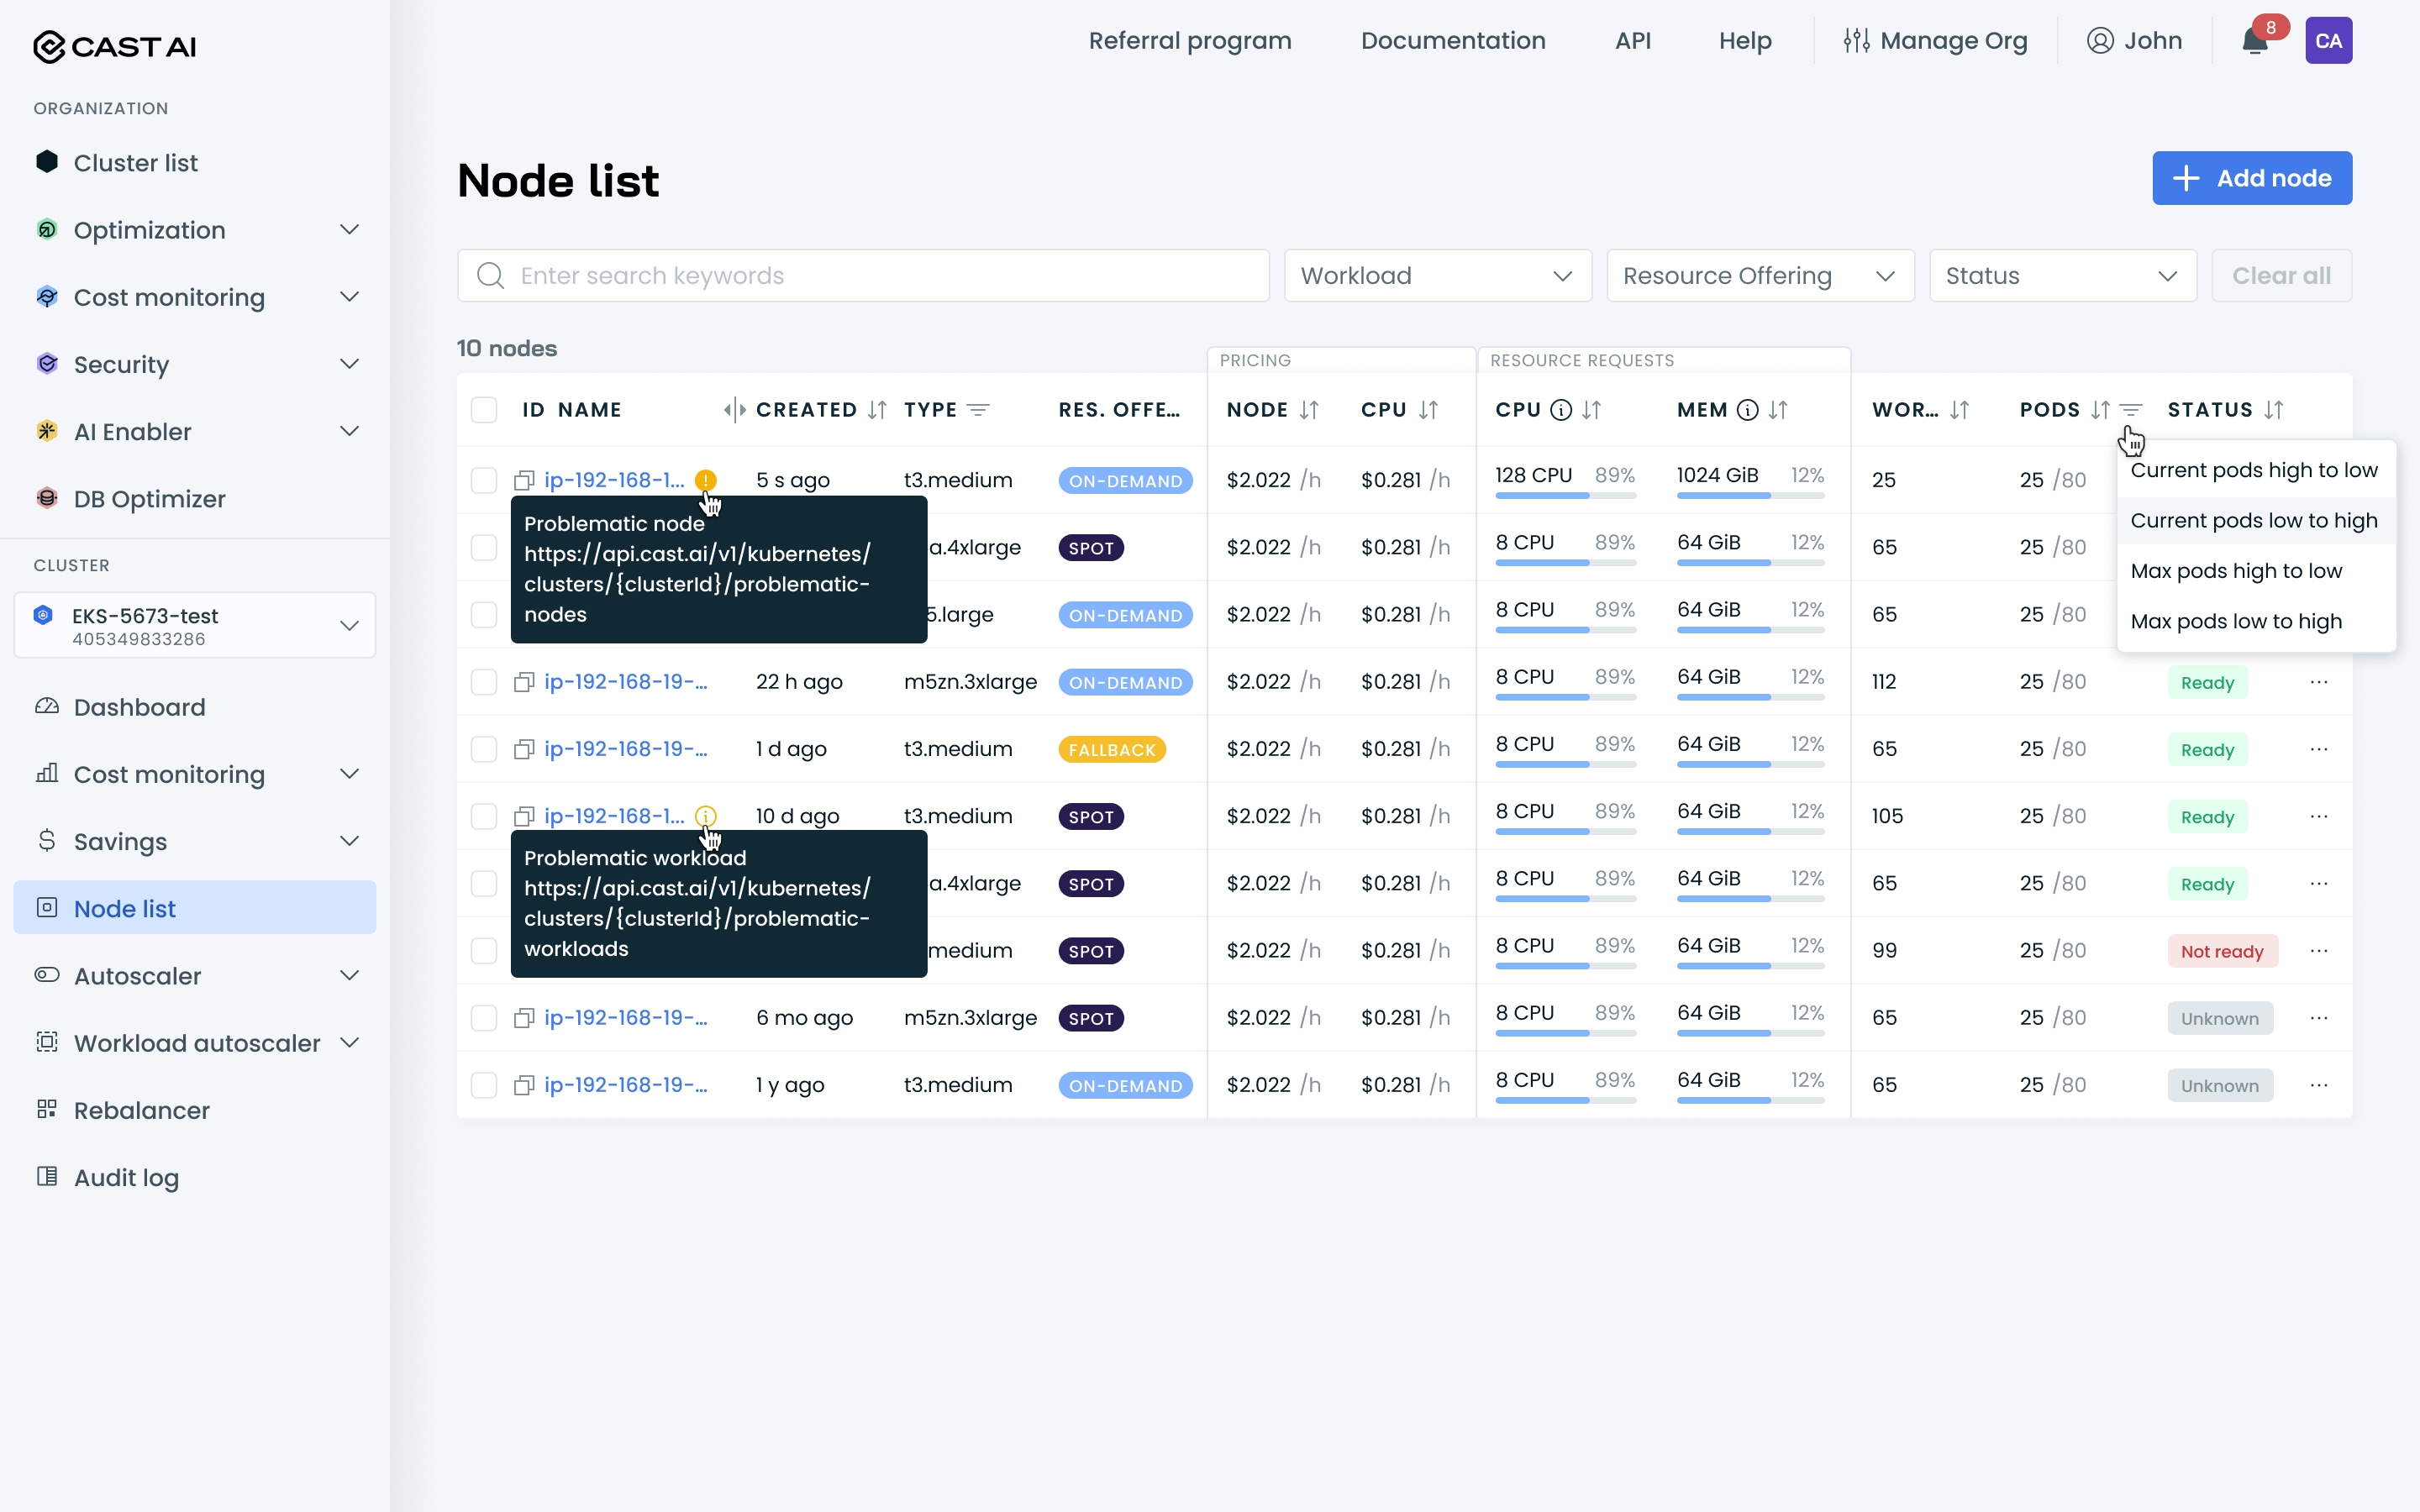 CAST AI
Referral program Documentation API Help Manage Org John 8 CA
ORGANIZATION
Cluster list
Optimization
Cost monitoring
Security
AI Enabler
DB Optimizer
CLUSTER
EKS-5673-test
405349833286
Dashboard
Cost monitoring
Savings
Node list
Autoscaler
Workload autoscaler
Rebalancer
Audit log
Node list
Add node
Enter search keywords Workload Resource Offering Status Clear all
10 nodes
PRICING RESOURCE REQUESTS
ID NAME CREATED TYPE RES. OFFE... NODE CPU CPU MEM WOR... PODS STATUS
ip-192-168-1... 5 s ago t3.medium ON-DEMAND $2.022 /h $0.281 /h 128 CPU 89% 1024 GiB 12% 25 25 /80
a.4xlarge SPOT $2.022 /h $0.281 /h 8 CPU 89% 64 GiB 12% 65 25 /80
5.large ON-DEMAND $2.022 /h $0.281 /h 8 CPU 89% 64 GiB 12% 65 25 /80
ip-192-168-19-... 22 h ago m5zn.3xlarge ON-DEMAND $2.022 /h $0.281 /h 8 CPU 89% 64 GiB 12% 112 25 /80 Ready
ip-192-168-19-... 1 d ago t3.medium FALLBACK $2.022 /h $0.281 /h 8 CPU 89% 64 GiB 12% 65 25 /80 Ready
ip-192-168-1... 10 d ago t3.medium SPOT $2.022 /h $0.281 /h 8 CPU 89% 64 GiB 12% 105 25 /80 Ready
a.4xlarge SPOT $2.022 /h $0.281 /h 8 CPU 89% 64 GiB 12% 65 25 /80 Ready
medium SPOT $2.022 /h $0.281 /h 8 CPU 89% 64 GiB 12% 99 25 /80 Not ready
ip-192-168-19-... 6 mo ago m5zn.3xlarge SPOT $2.022 /h $0.281 /h 8 CPU 89% 64 GiB 12% 65 25 /80 Unknown
ip-192-168-19-... 1 y ago t3.medium ON-DEMAND $2.022 /h $0.281 /h 8 CPU 89% 64 GiB 12% 65 25 /80 Unknown
Problematic node
https://api.cast.ai/v1/kubernetes/
clusters/{clusterId}/problematic-
nodes
Problematic workload
https://api.cast.ai/v1/kubernetes/
clusters/{clusterId}/problematic-
workloads
Current pods high to low
Current pods low to high
Max pods high to low
Max pods low to high